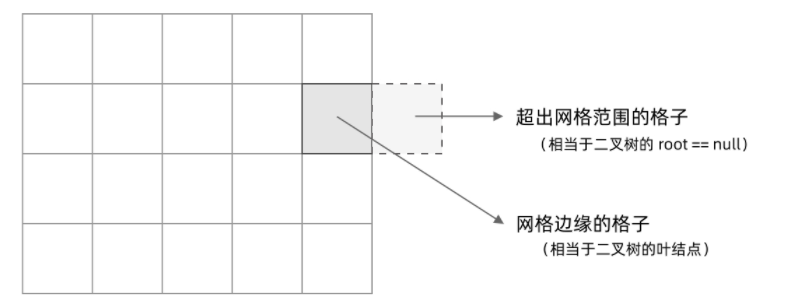 超出网格范围的格子
（相当于二叉树的 root == null）
网格边缘的格子
（相当于二叉树的叶结点）